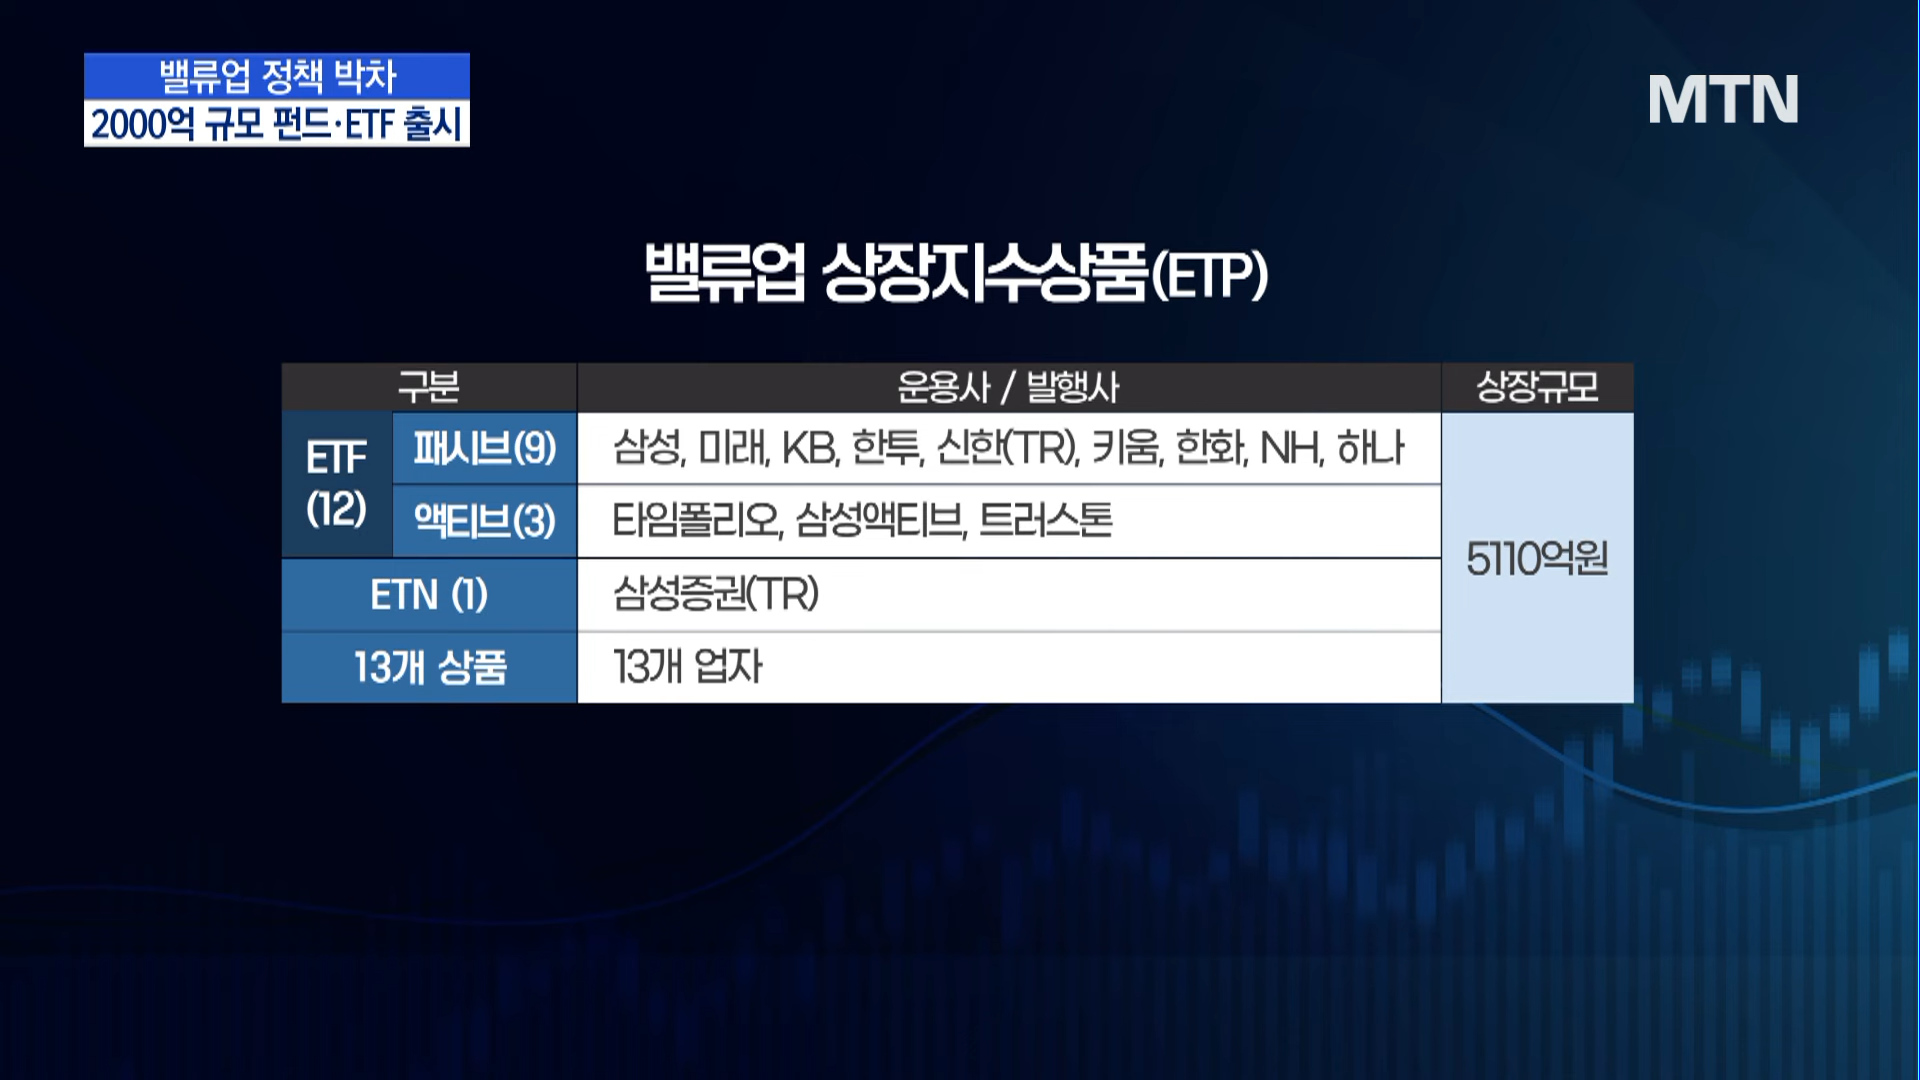 밸류업 정책 박차
2000억 규모 펀드·ETF 출시
MTN
밸류업 상장지수상품(ETP)
구분 운용사 / 발행사 상장규모
ETF
(12)
패시브(9) 삼성, 미래, KB, 한투, 신한(TR), 키움, 한화, NH, 하나
액티브(3) 타임폴리오, 삼성액티브, 트러스톤
5110억원
ETN (1) 삼성증권(TR)
13개 상품 13개 업자